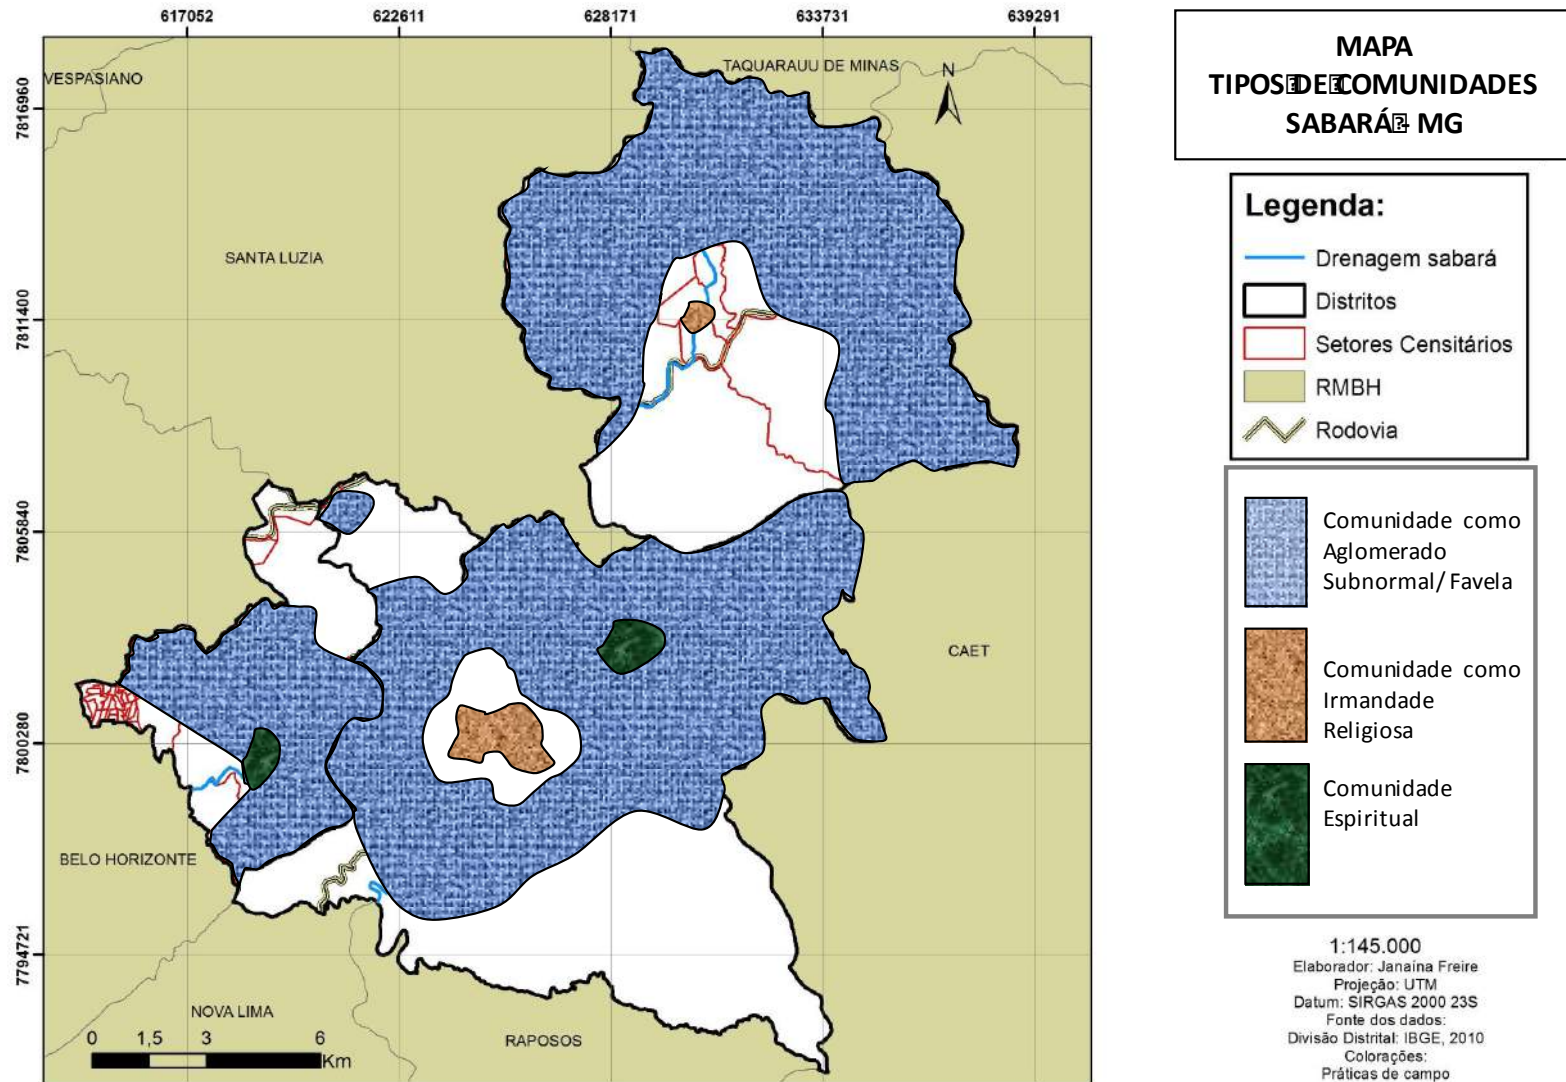 617052 622611 628171 633731 639291
7816960
7811400
7805840
7800280
7794721
VESPASIANO
TAQUARAUU DE MINAS
N
SANTA LUZIA
CAET
BELO HORIZONTE
NOVA LIMA
RAPOSOS
0 1,5 3 6
Km
MAPA
TIPOS DE COMUNIDADES
SABARÁ - MG
Legenda:
Drenagem sabará
Distritos
Setores Censitários
RMBH
Rodovia
Comunidade como
Aglomerado
Subnormal/ Favela
Comunidade como
Irmandade
Religiosa
Comunidade
Espiritual
1:145.000
Elaborador: Janaína Freire
Projeção: UTM
Datum: SIRGAS 2000 23S
Fonte dos dados:
Divisão Distrital: IBGE, 2010
Colorações:
Práticas de campo